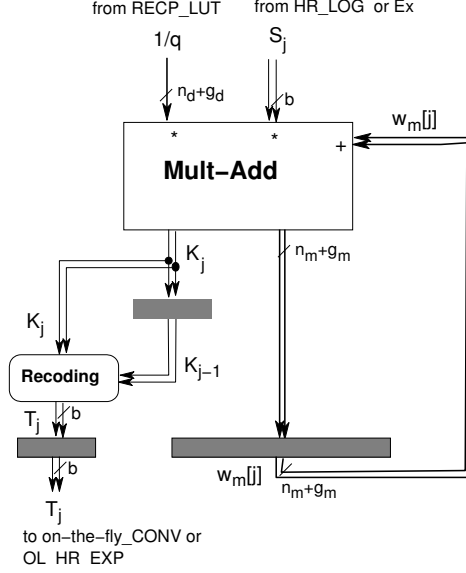 from RECP_LUT from HR_LOG or Ex
1/q S_j
n_d+g_d b
* *
+ w_m[j]
Mult−Add
K_j n_m+g_m
K_j
K_{j−1}
Recoding
T_j b
b w_m[j] n_m+g_m
T_j
to on−the−fly_CONV or
OL_HR_EXP